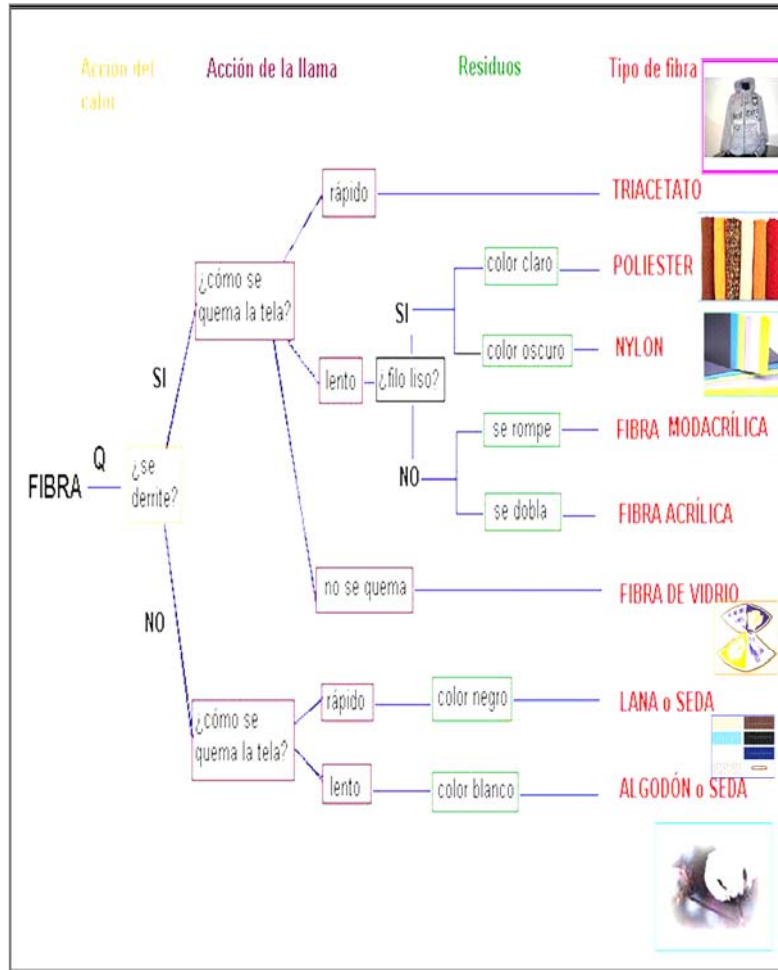 Acción del
calor
Acción de la llama
Residuos
Tipo de fibra
rápido
TRIACETATO
¿cómo se
quema la tela?
color claro
POLIESTER
SI
lento
¿filo liso?
color oscuro
NYLON
SI
se rompe
FIBRA MODACRÍLICA
FIBRA
Q
¿se
derrite?
NO
se dobla
FIBRA ACRÍLICA
no se quema
FIBRA DE VIDRIO
NO
¿cómo se
quema la tela?
rápido
color negro
LANA o SEDA
lento
color blanco
ALGODÓN o SEDA